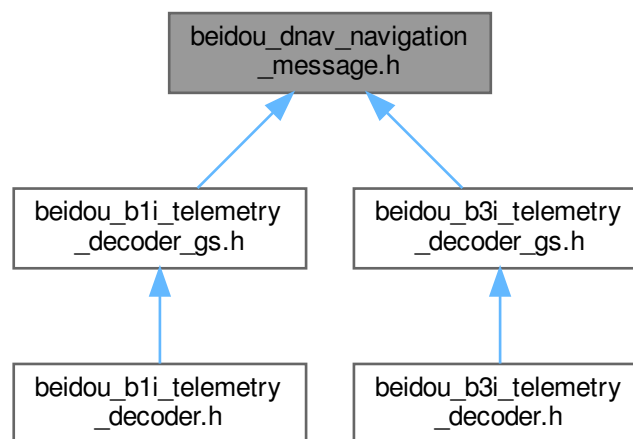 beidou_dnav_navigation
_message.h
beidou_b1i_telemetry
_decoder_gs.h
beidou_b3i_telemetry
_decoder_gs.h
beidou_b1i_telemetry
_decoder.h
beidou_b3i_telemetry
_decoder.h